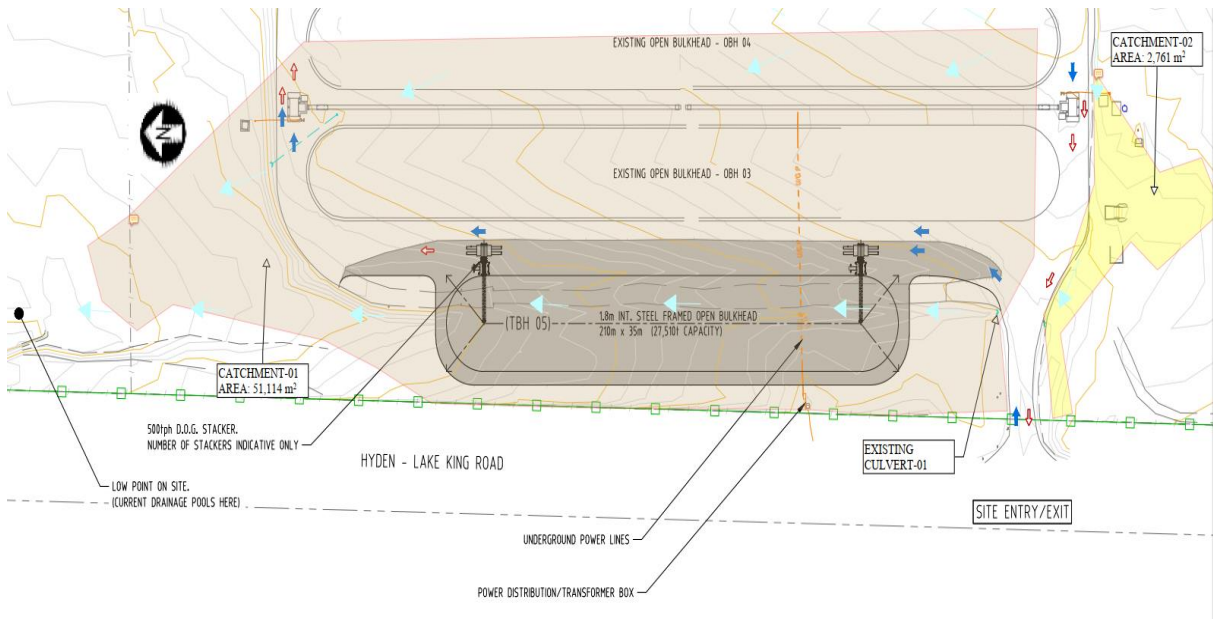 EXISTING OPEN BULKHEAD - OBH 04
CATCHMENT-02
AREA: 2,761 m²
N
EXISTING OPEN BULKHEAD - OBH 03
(TBH 05)
1.8m INT. STEEL FRAMED OPEN BULKHEAD
210m x 35m (27,510t CAPACITY)
CATCHMENT-01
AREA: 51,114 m²
500tph D.O.G. STACKER.
NUMBER OF STACKERS INDICATIVE ONLY
HYDEN - LAKE KING ROAD
EXISTING
CULVERT-01
LOW POINT ON SITE.
(CURRENT DRAINAGE POOLS HERE)
SITE ENTRY/EXIT
UNDERGROUND POWER LINES
POWER DISTRIBUTION/TRANSFORMER BOX